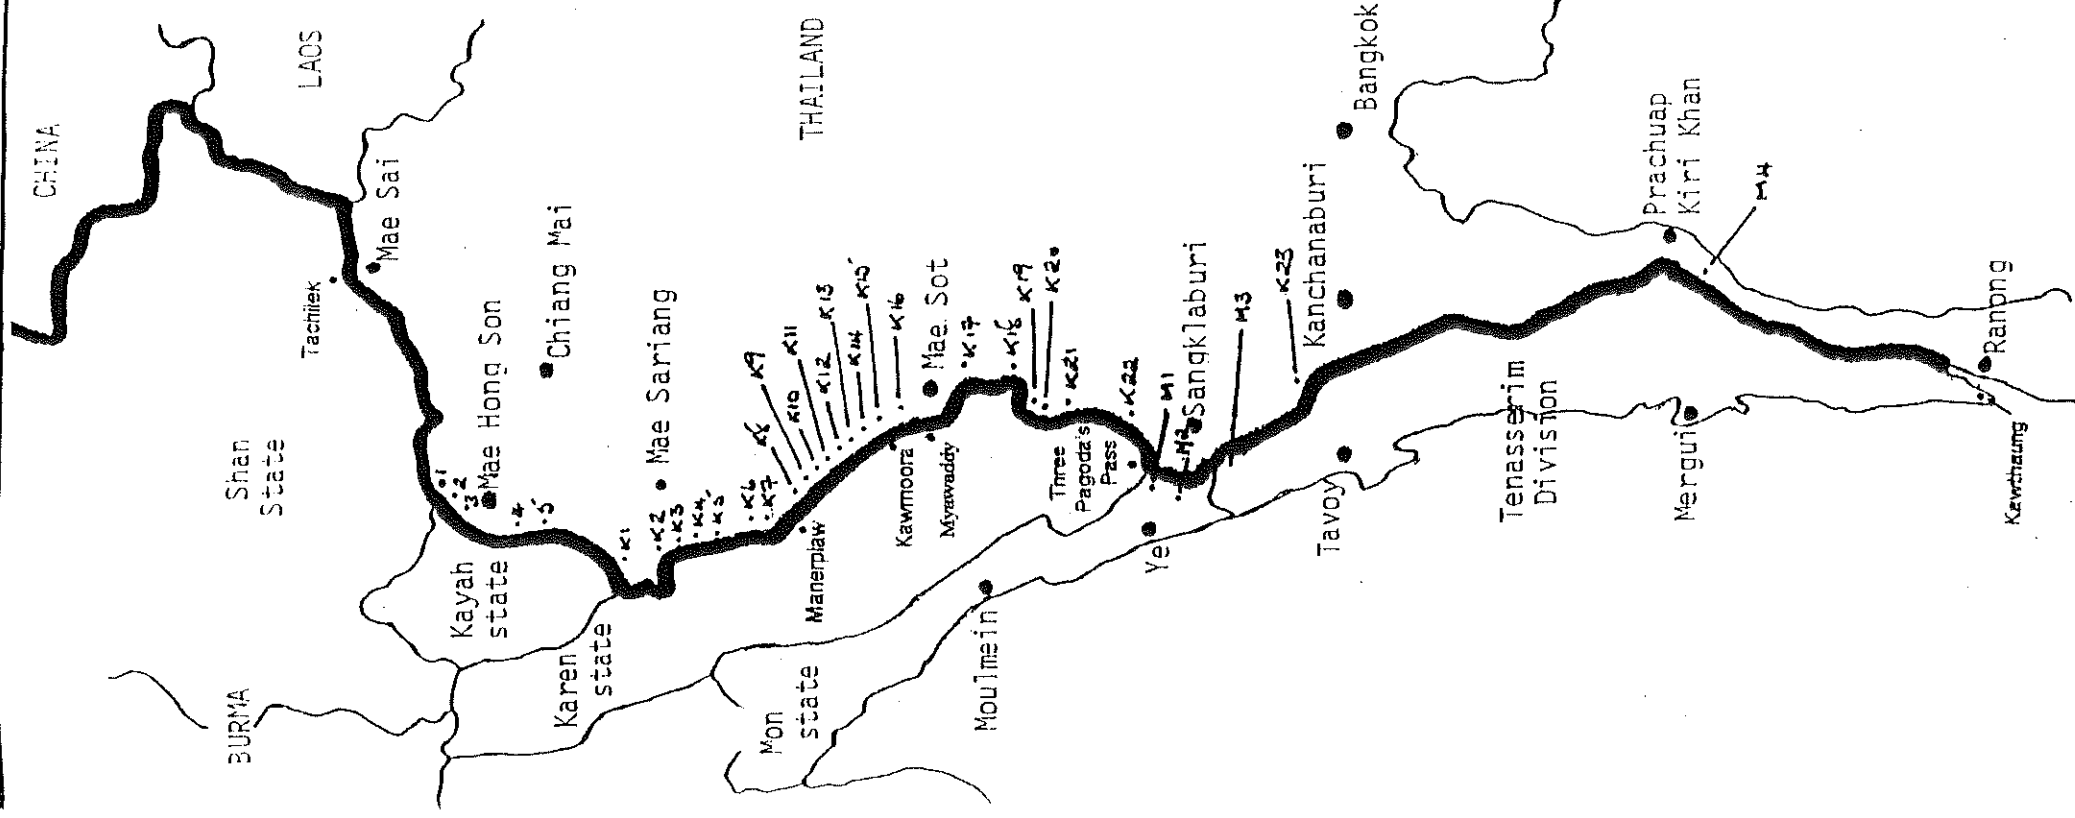 CHINA
LAOS
BURMA
Shan
State
Tachilek
Mae Sai
THAILAND
Kayah
state
1
2
3
Mae Hong Son
4
5
Chiang Mai
Karen
state
K1
K2
K3
K4
K5
K6
K7
Mae Sariang
K8
K9
K10
K11
K12
K13
K14
K15
K16
Manerplaw
Mon
state
Kawmoora
Myawaddy
Mae Sot
K17
K18
K19
K20
K21
K22
Moulmein
Three
Pagoda's
Pass
Ye
M1
M2
Sangklaburi
M3
K23
Kanchanaburi
Bangkok
Tavoy
Tenasserim
Division
Prachuap
Kiri Khan
M4
Mergui
Ranong
Kawthaung